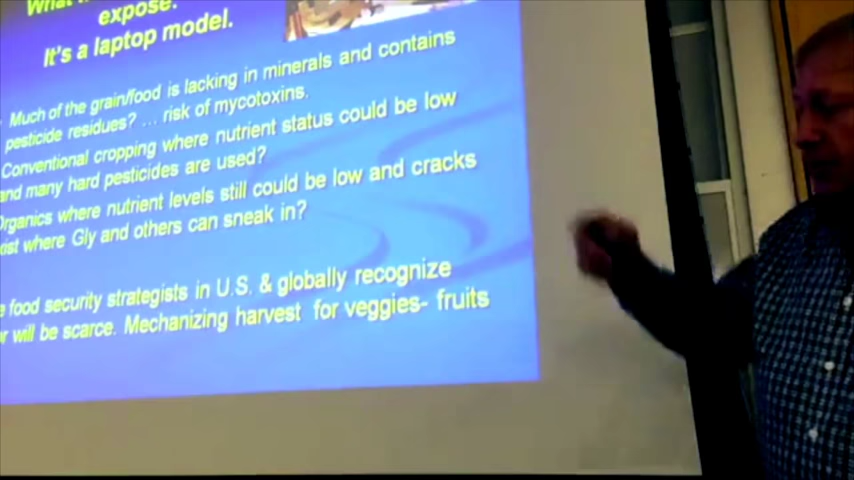 What
expose.
It's a laptop model.
Much of the grain/food is lacking in minerals and contains
pesticide residues? ... risk of mycotoxins.
Conventional cropping where nutrient status could be low
and many hard pesticides are used?
Organics where nutrient levels still could be low and cracks
xist where Gly and others can sneak in?
e food security strategists in U.S. & globally recognize
r will be scarce. Mechanizing harvest for veggies- fruits